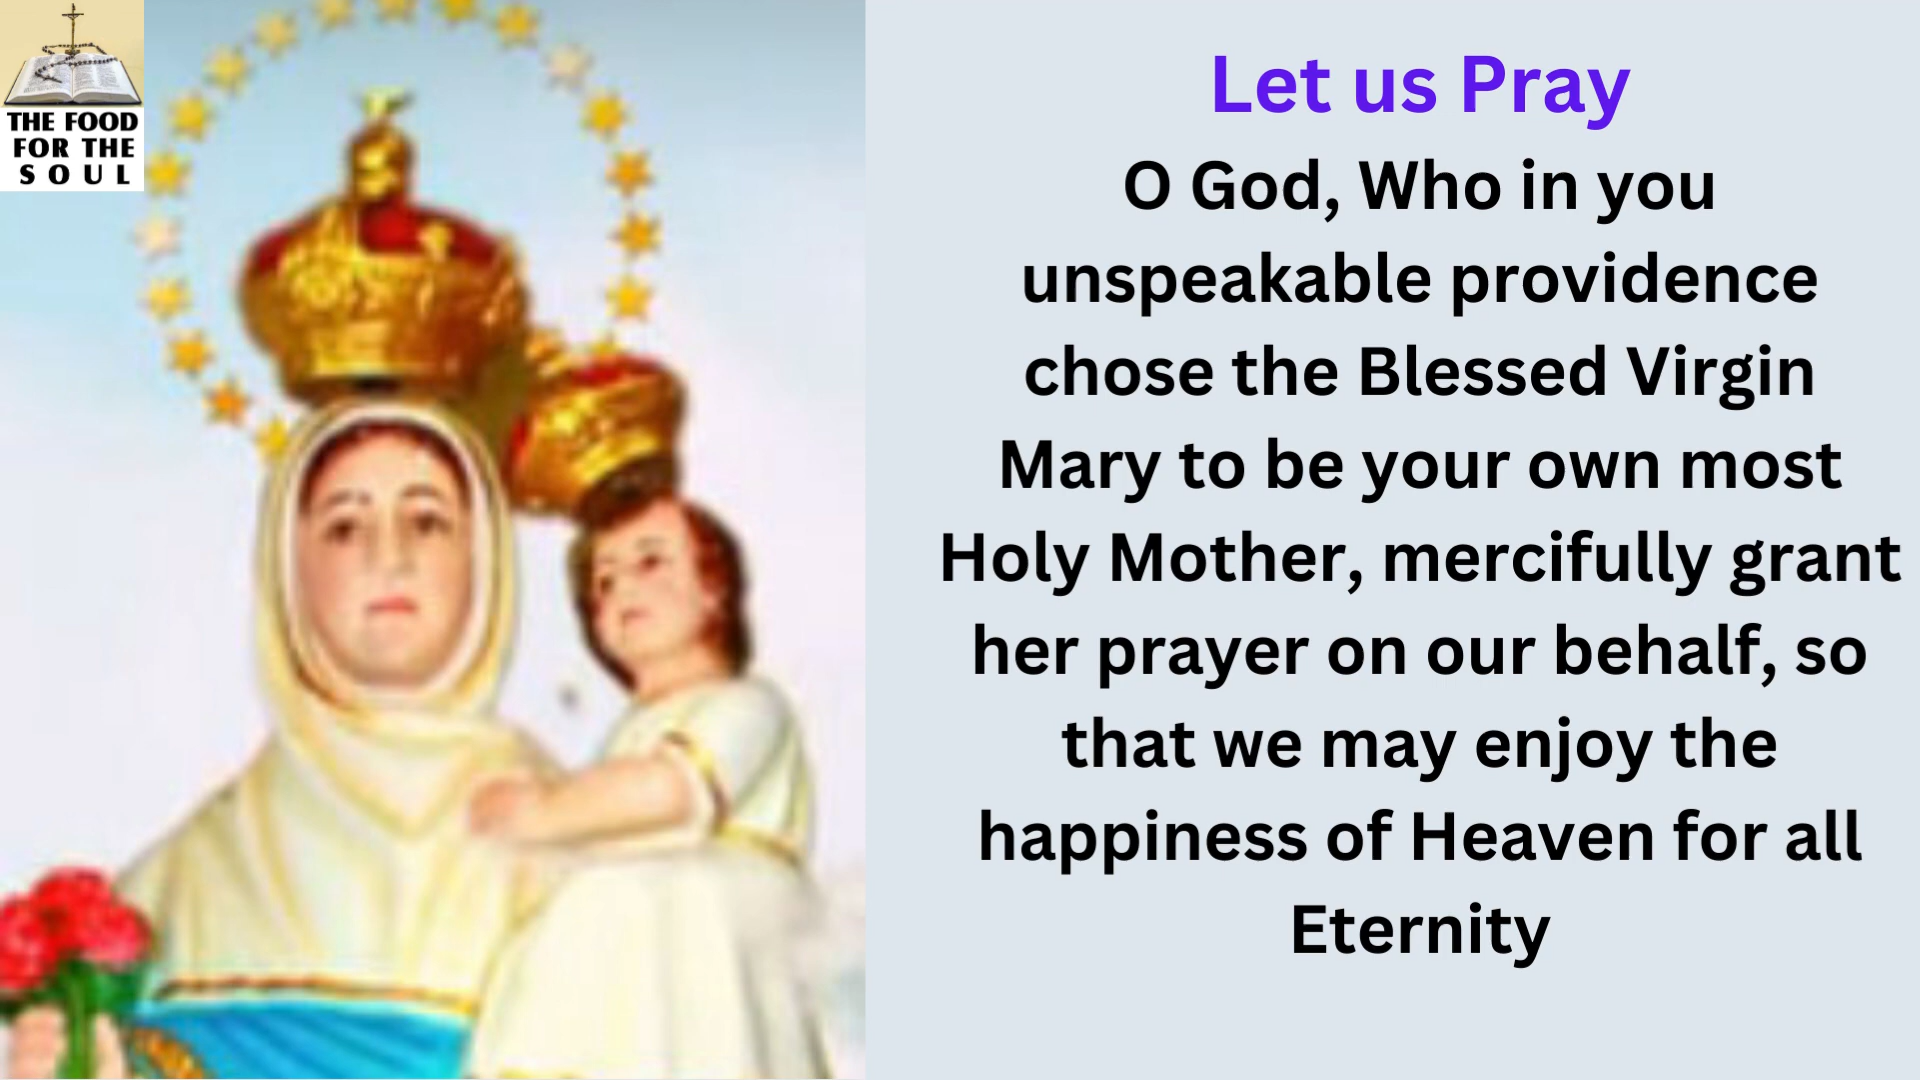 THE FOOD
FOR THE
SOUL
Let us Pray
O God, Who in you
unspeakable providence
chose the Blessed Virgin
Mary to be your own most
Holy Mother, mercifully grant
her prayer on our behalf, so
that we may enjoy the
happiness of Heaven for all
Eternity